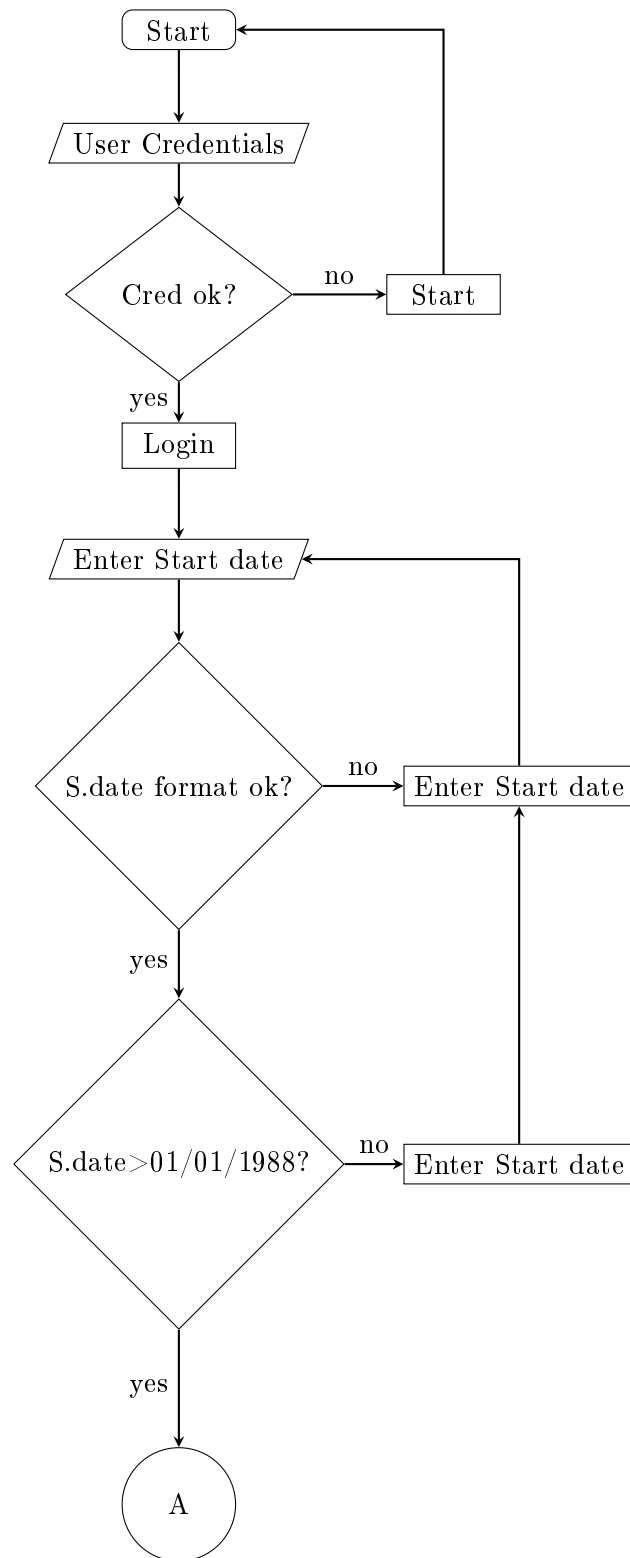 Start
User Credentials
Cred ok?
no
Start
yes
Login
Enter Start date
S.date format ok?
no
Enter Start date
yes
S.date>01/01/1988?
no
Enter Start date
yes
A